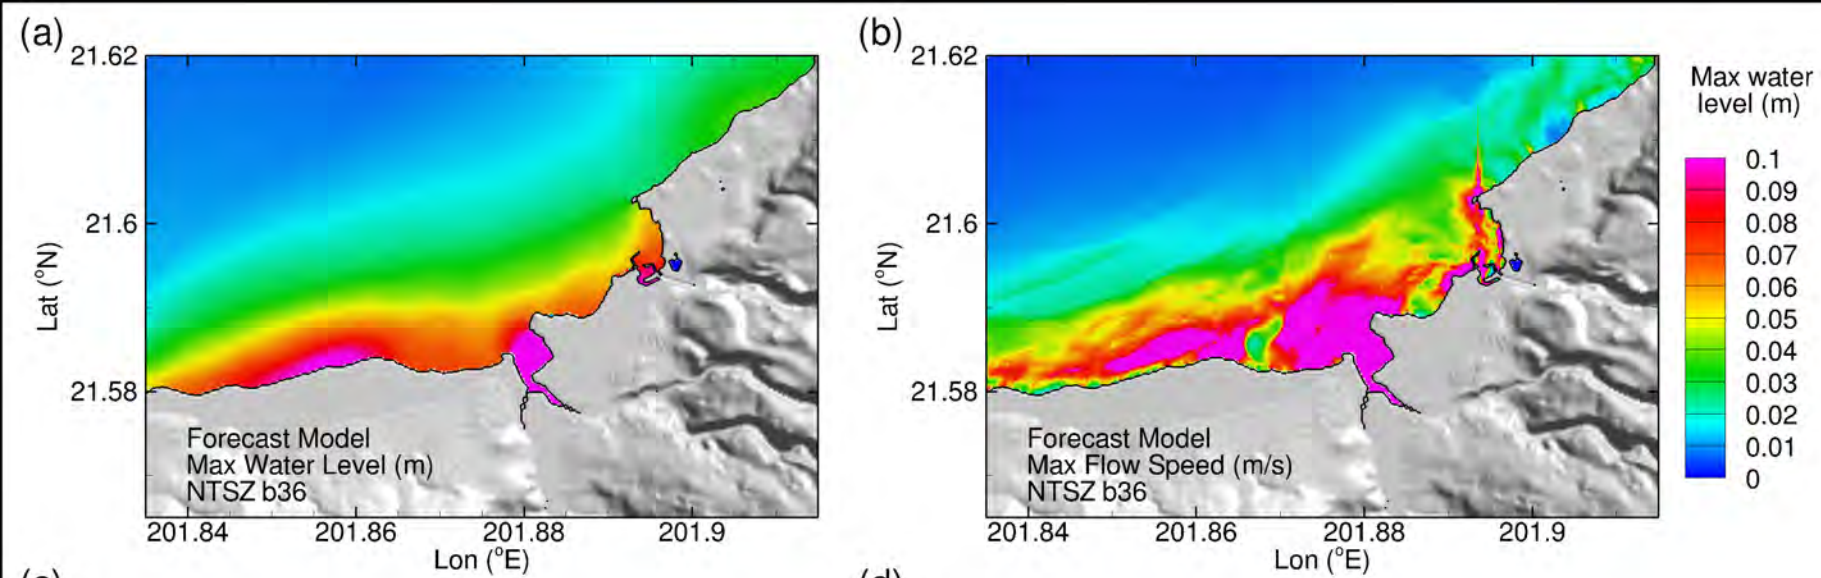 (a)
21.62
21.6
21.58
Lat (°N)
Forecast Model
Max Water Level (m)
NTSZ b36
201.84
201.86
201.88
201.9
Lon (°E)
(b)
21.62
21.6
21.58
Lat (°N)
Forecast Model
Max Flow Speed (m/s)
NTSZ b36
201.84
201.86
201.88
201.9
Lon (°E)
Max water
level (m)
0.1
0.09
0.08
0.07
0.06
0.05
0.04
0.03
0.02
0.01
0